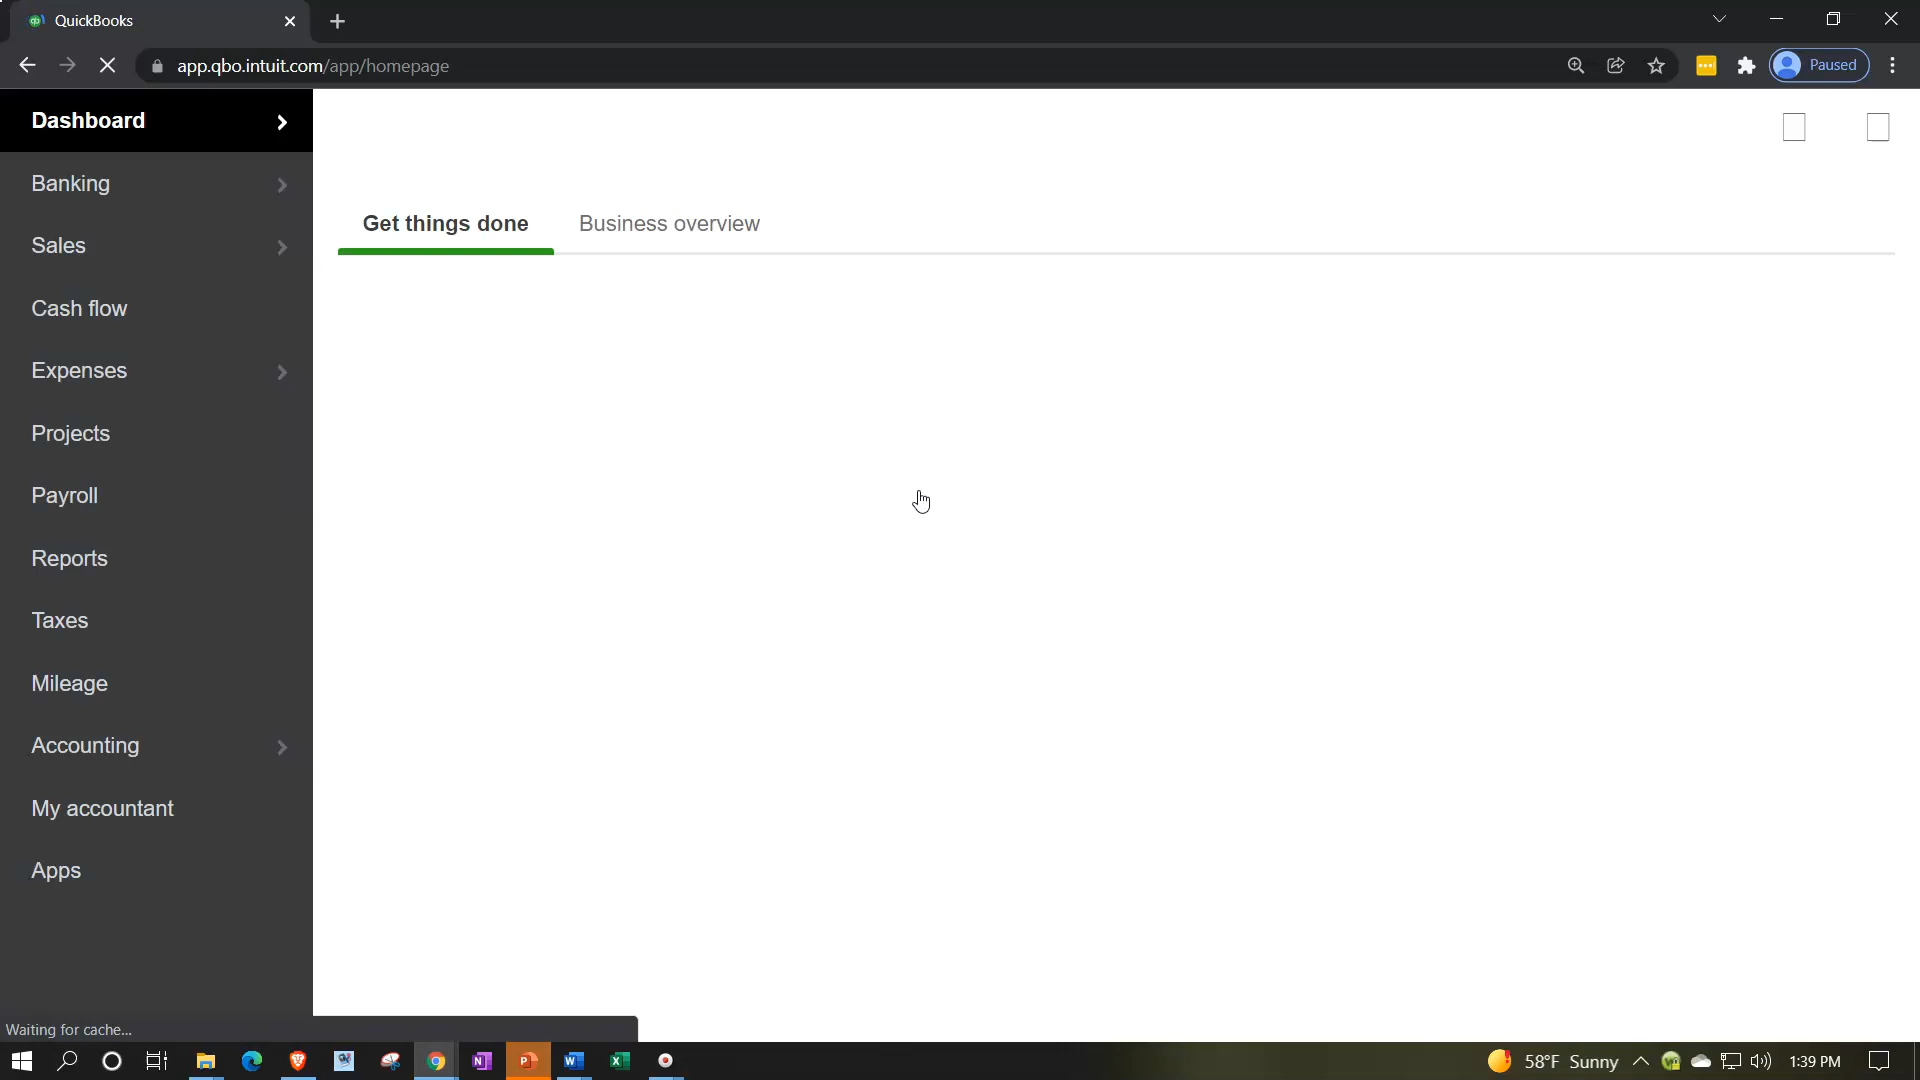 QuickBooks
app.qbo.intuit.com/app/homepage
Paused
Dashboard
Banking
Sales
Cash flow
Expenses
Projects
Payroll
Reports
Taxes
Mileage
Accounting
My accountant
Apps
Get things done
Business overview
Waiting for cache...
58°F Sunny
1:39 PM